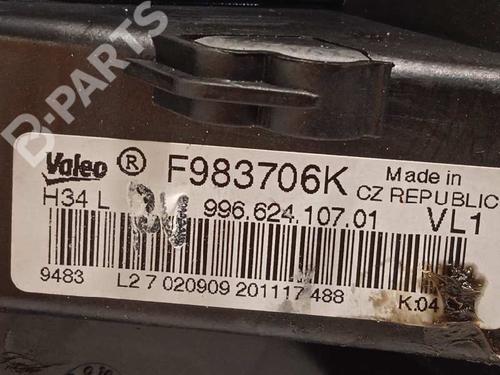 B-PARTS
Valeo ® F983706K Made in
CZ REPUBLIC
H34 L 996.624.107.01 VL1
9483 L2 7 020909 201117 488 K:04